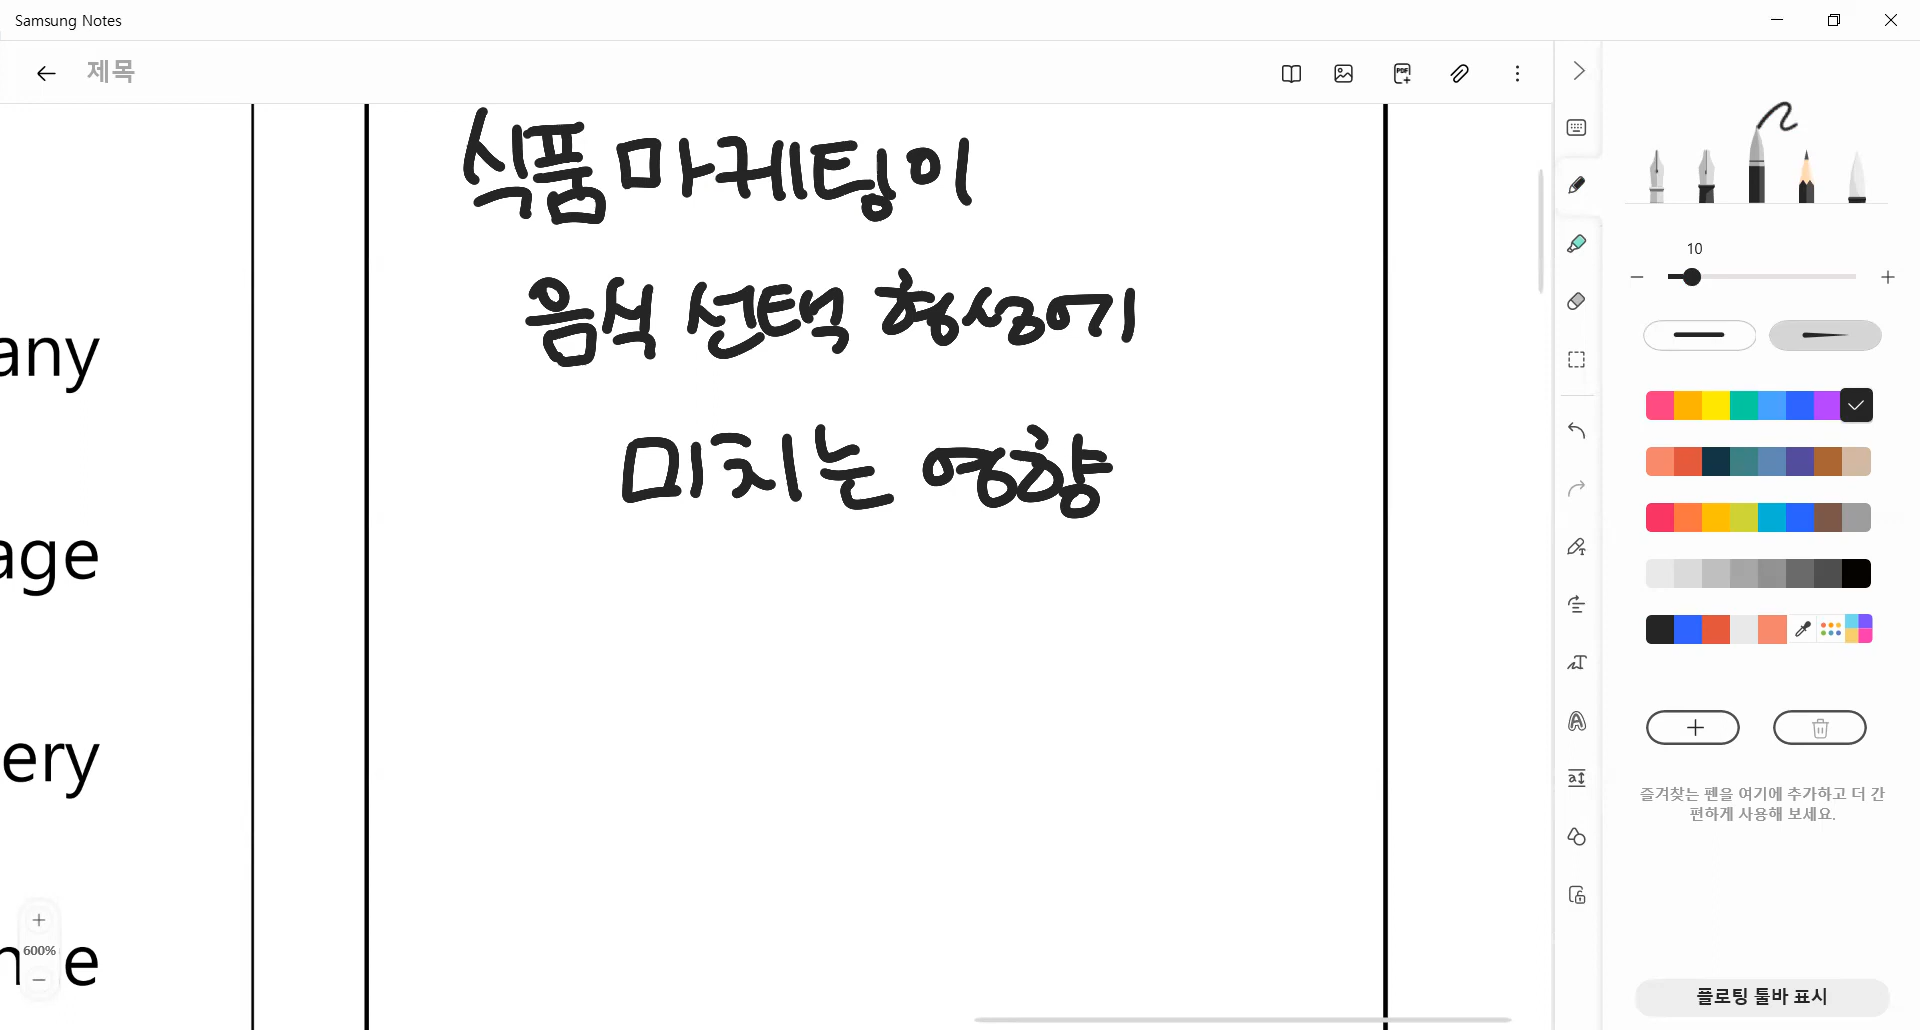 Samsung Notes
제목
PDF
식품 마케팅이
음식 선택 형성에
미치는 영향
any
age
ery
e
10
600%
즐겨찾는 펜을 여기에 추가하고 더 간
편하게 사용해 보세요.
플로팅 툴바 표시